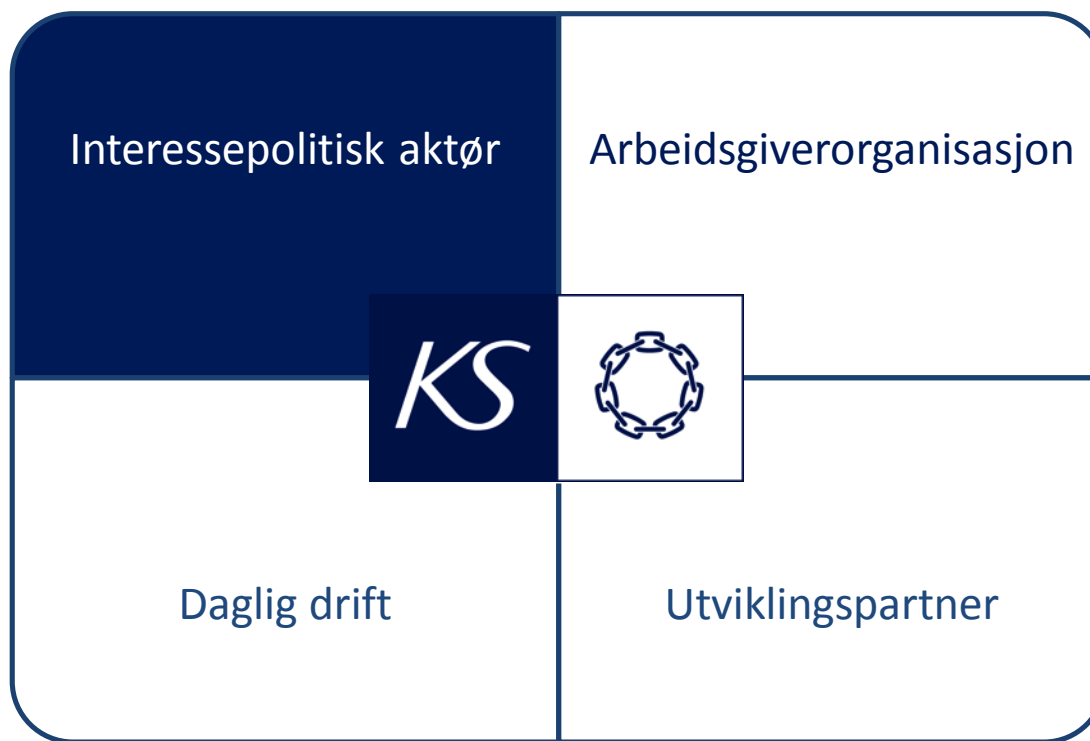 Interessepolitisk aktør
Arbeidsgiverorganisasjon
KS
Daglig drift
Utviklingspartner